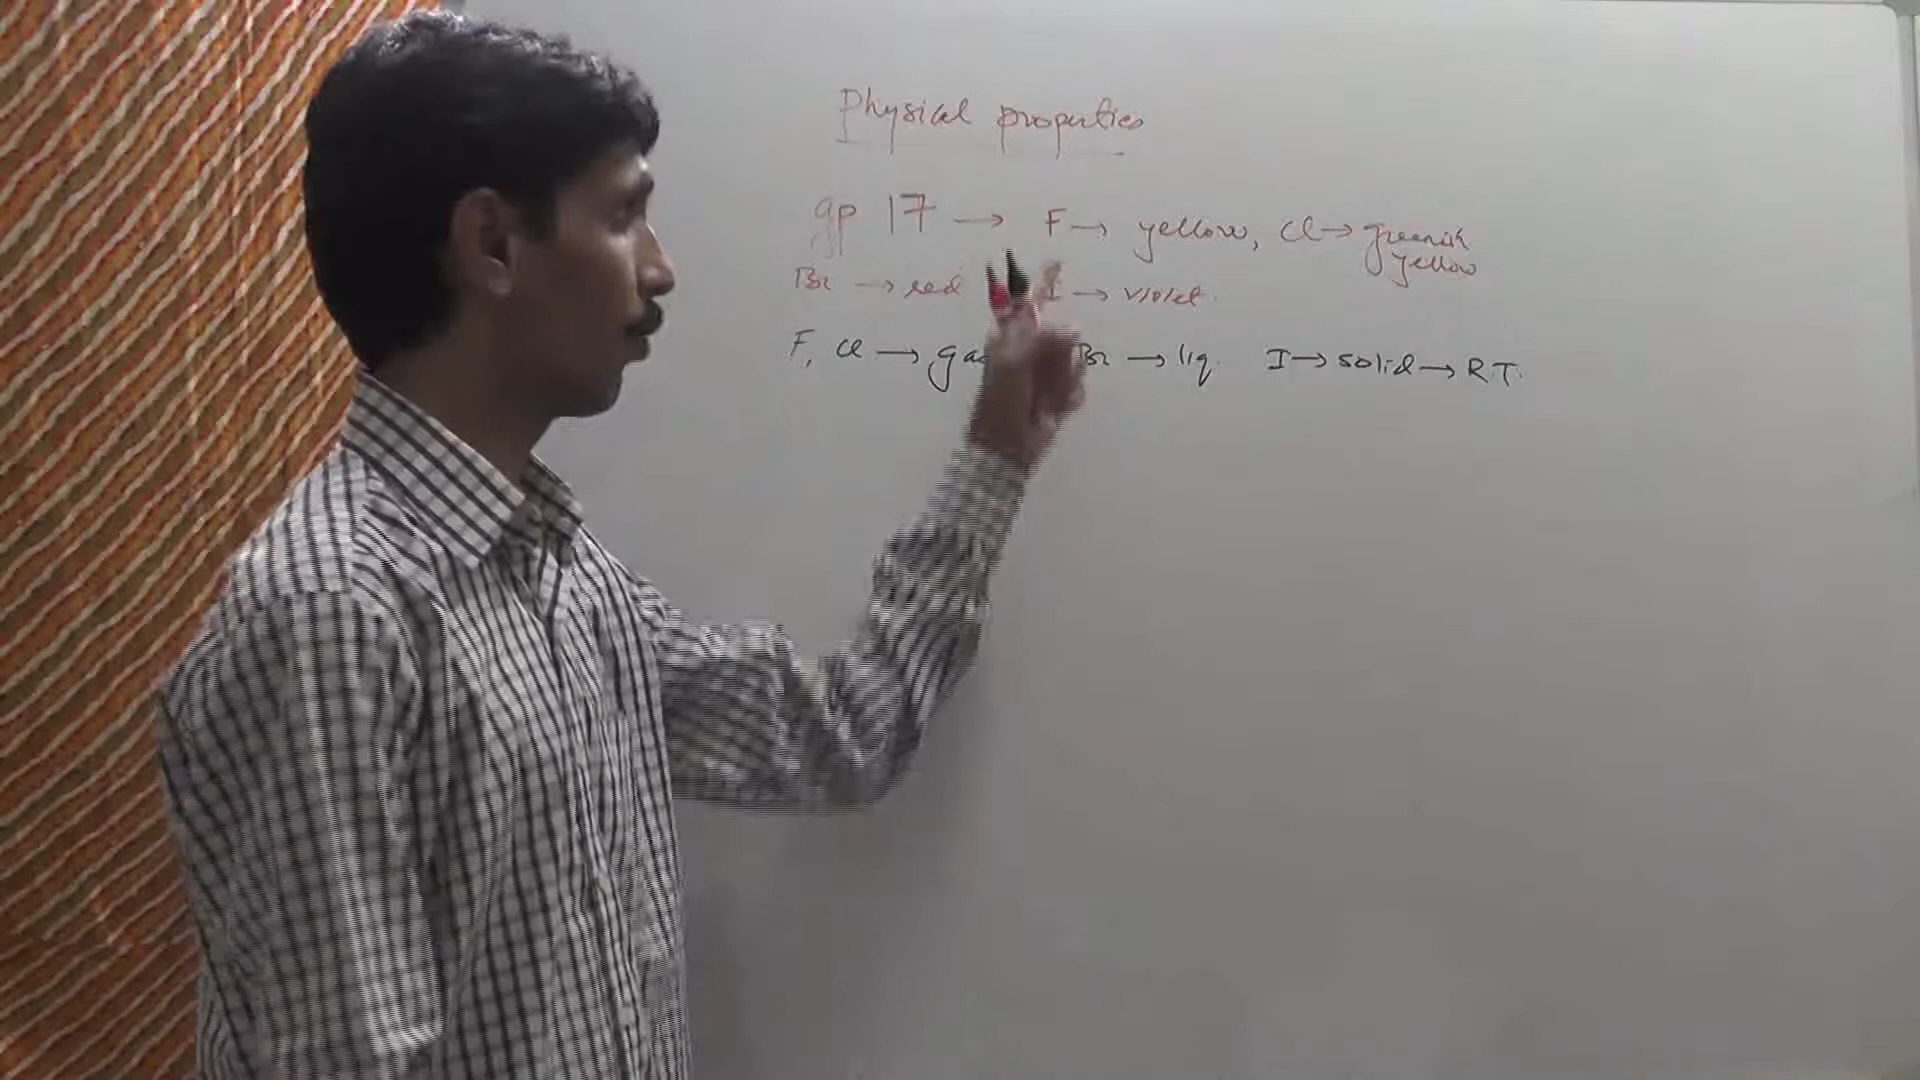 Physical properties
gp 17 → F → yellow, Cl → greenish
yellow
Br → red I → violet
F, Cl → gas Br → liq. I → solid → R.T.